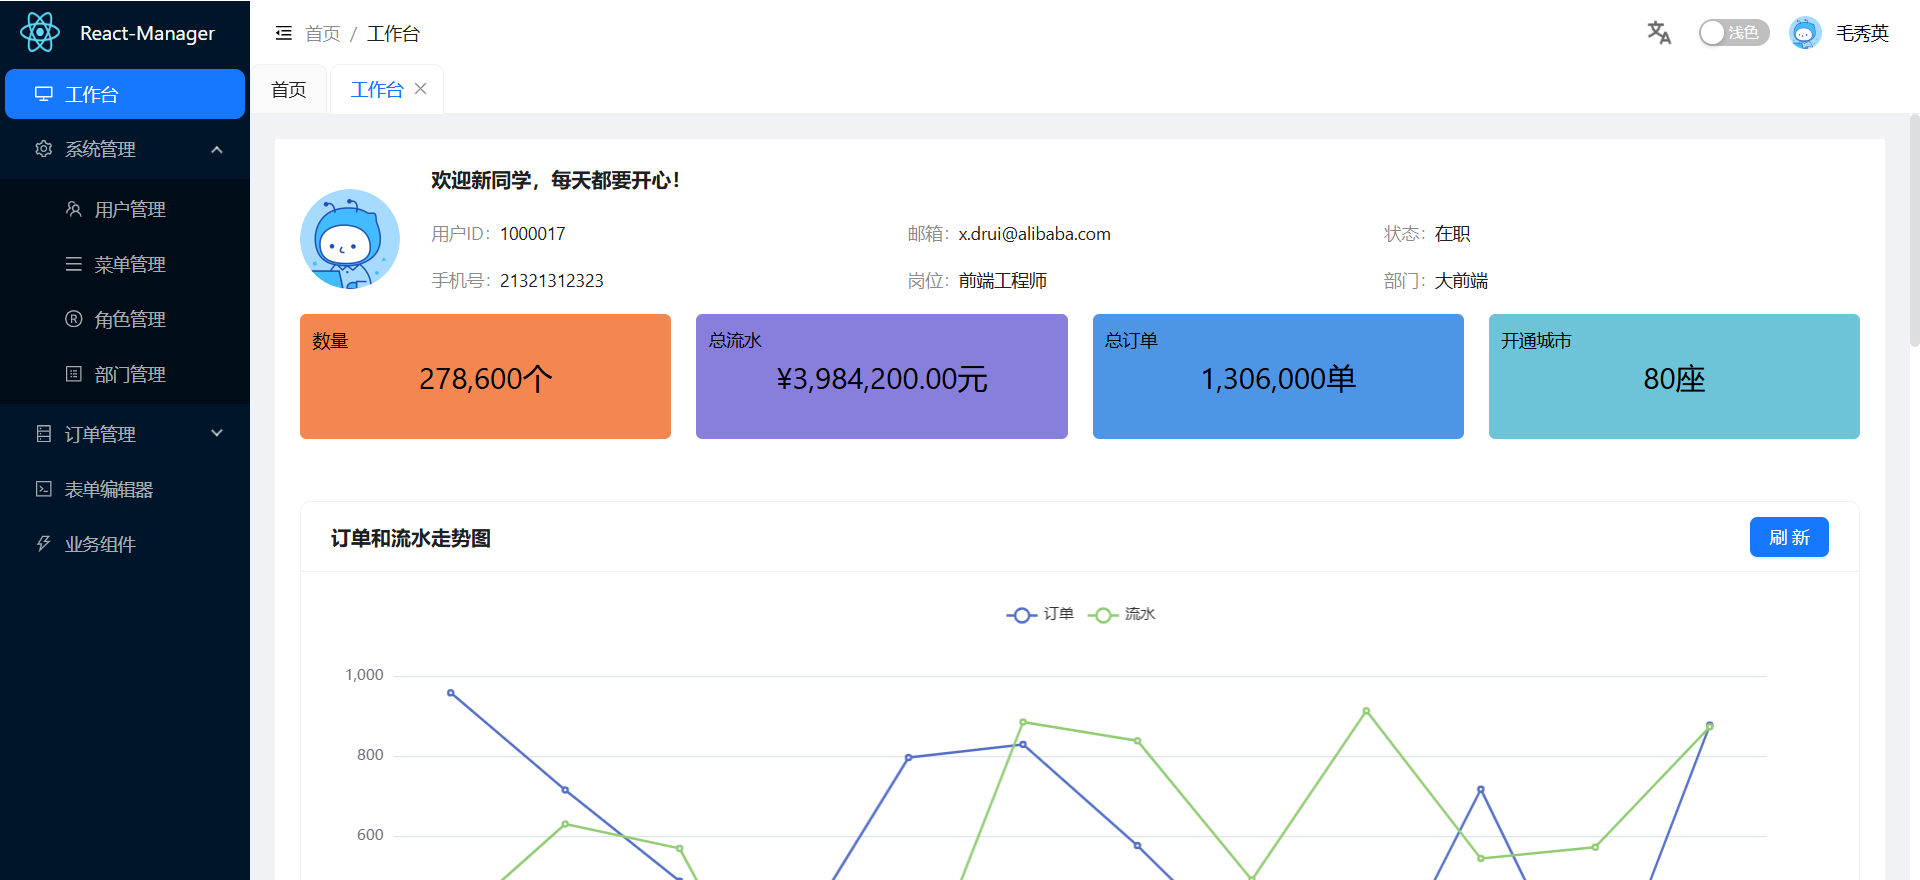 React-Manager
首页 / 工作台
浅色
毛秀英
首页
工作台
工作台
系统管理
用户管理
菜单管理
角色管理
部门管理
订单管理
表单编辑器
业务组件
欢迎新同学，每天都要开心！
用户ID：1000017
邮箱：x.drui@alibaba.com
状态：在职
手机号：21321312323
岗位：前端工程师
部门：大前端
数量
278,600个
总流水
¥3,984,200.00元
总订单
1,306,000单
开通城市
80座
订单和流水走势图
刷 新
订单
流水
1,000
800
600